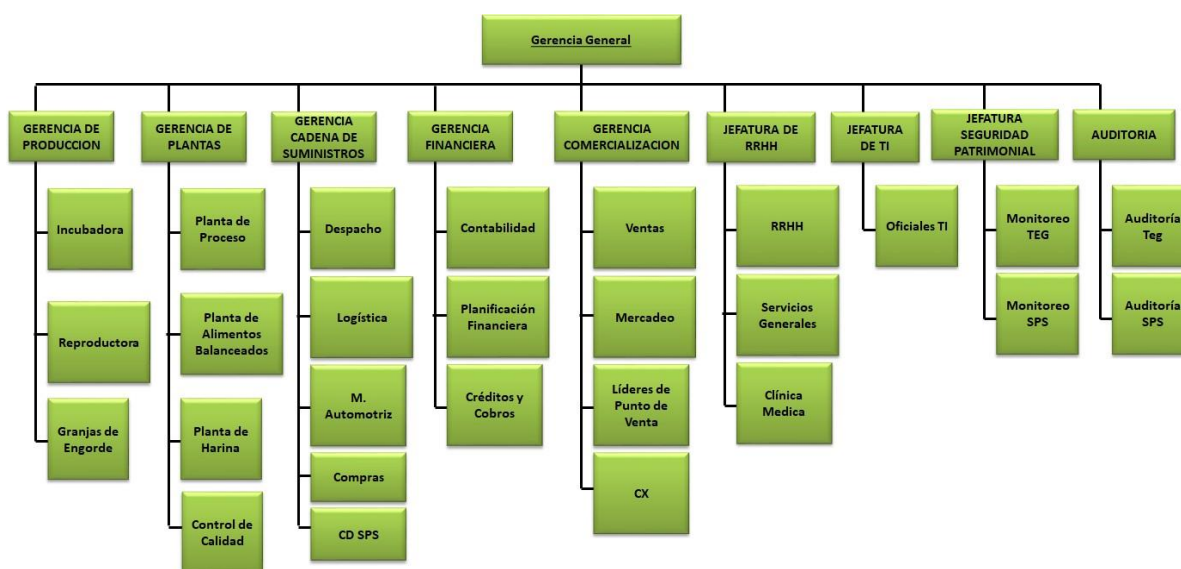 Gerencia General
GERENCIA DE
PRODUCCION
GERENCIA DE
PLANTAS
GERENCIA
CADENA DE
SUMINISTROS
GERENCIA
FINANCIERA
GERENCIA
COMERCIALIZACION
JEFATURA DE
RRHH
JEFATURA
DE TI
JEFATURA
SEGURIDAD
PATRIMONIAL
AUDITORIA
Incubadora
Reproductora
Granjas de
Engorde
Planta de
Proceso
Planta de
Alimentos
Balanceados
Planta de
Harina
Control de
Calidad
Despacho
Logística
M.
Automotriz
Compras
CD SPS
Contabilidad
Planificación
Financiera
Créditos y
Cobros
Ventas
Mercadeo
Líderes de
Punto de
Venta
CX
RRHH
Servicios
Generales
Clínica
Medica
Oficiales TI
Monitoreo
TEG
Monitoreo
SPS
Auditoría
Teg
Auditoría
SPS